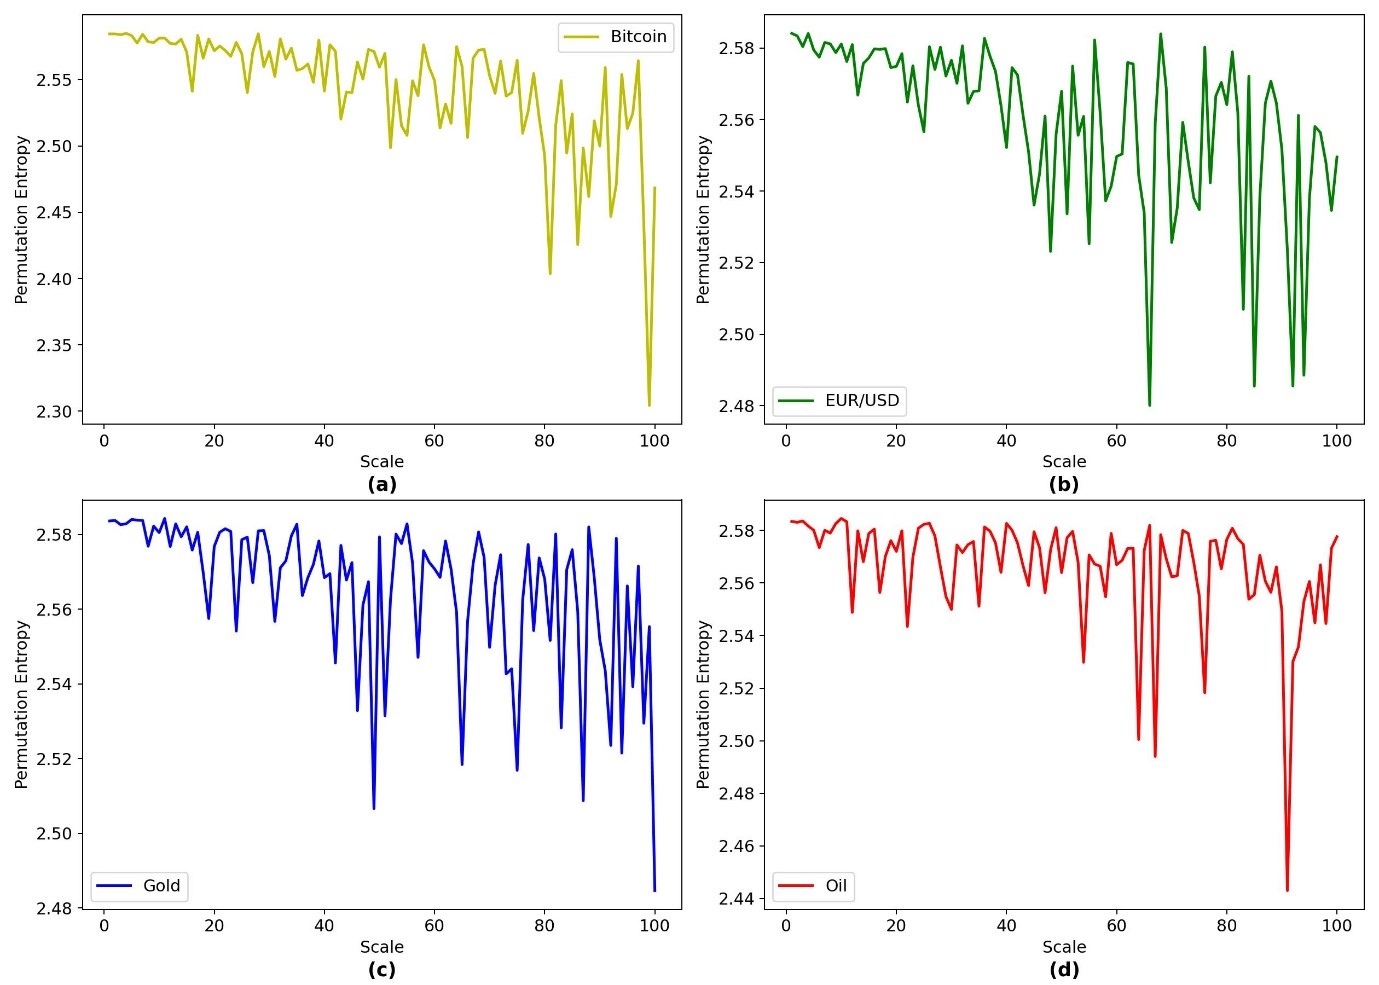 Bitcoin
2.55
2.50
2.45
2.40
2.35
2.30
Permutation Entropy
0 20 40 60 80 100
Scale
(a)
2.58
2.56
2.54
2.52
2.50
2.48
Permutation Entropy
EUR/USD
0 20 40 60 80 100
Scale
(b)
2.58
2.56
2.54
2.52
2.50
2.48
Permutation Entropy
Gold
0 20 40 60 80 100
Scale
(c)
2.58
2.56
2.54
2.52
2.50
2.48
2.46
2.44
Permutation Entropy
Oil
0 20 40 60 80 100
Scale
(d)